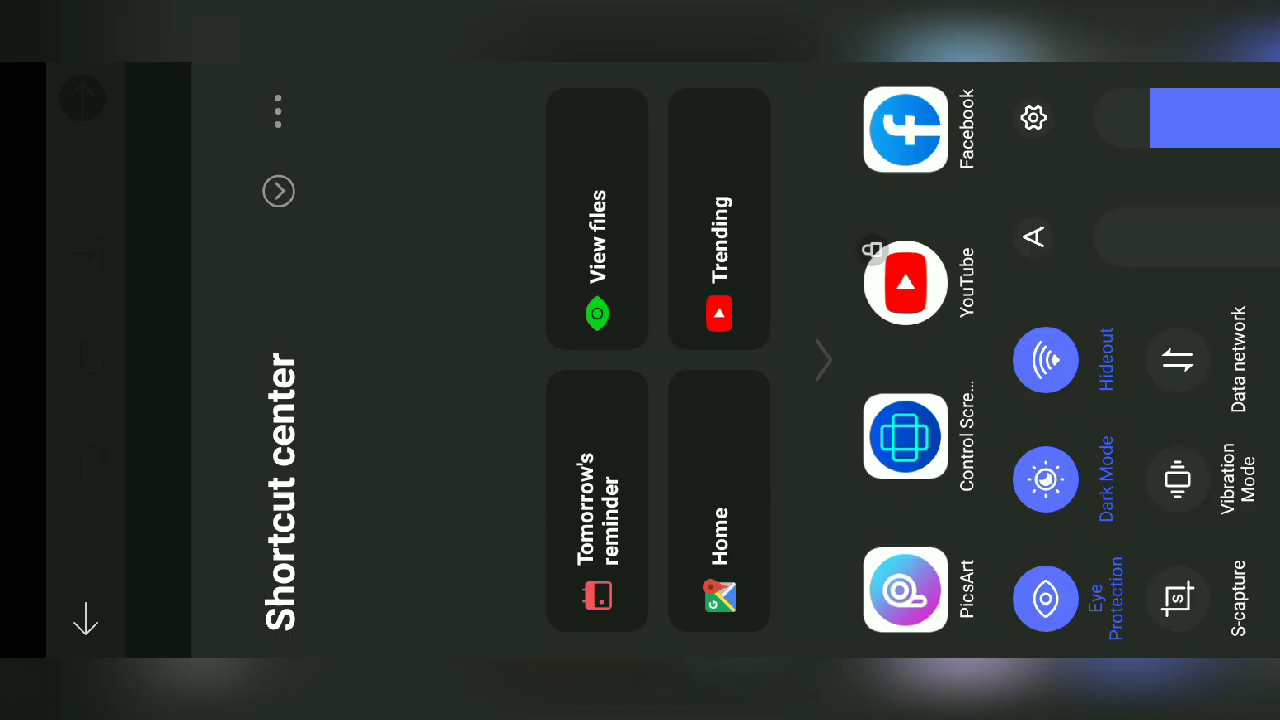 Shortcut center
Tomorrow's
reminder
View files
Home
Trending
PicsArt
Control Scre...
YouTube
Facebook
Eye
Protection
Dark Mode
Hideout
A
S
S-capture
Vibration
Mode
Data network